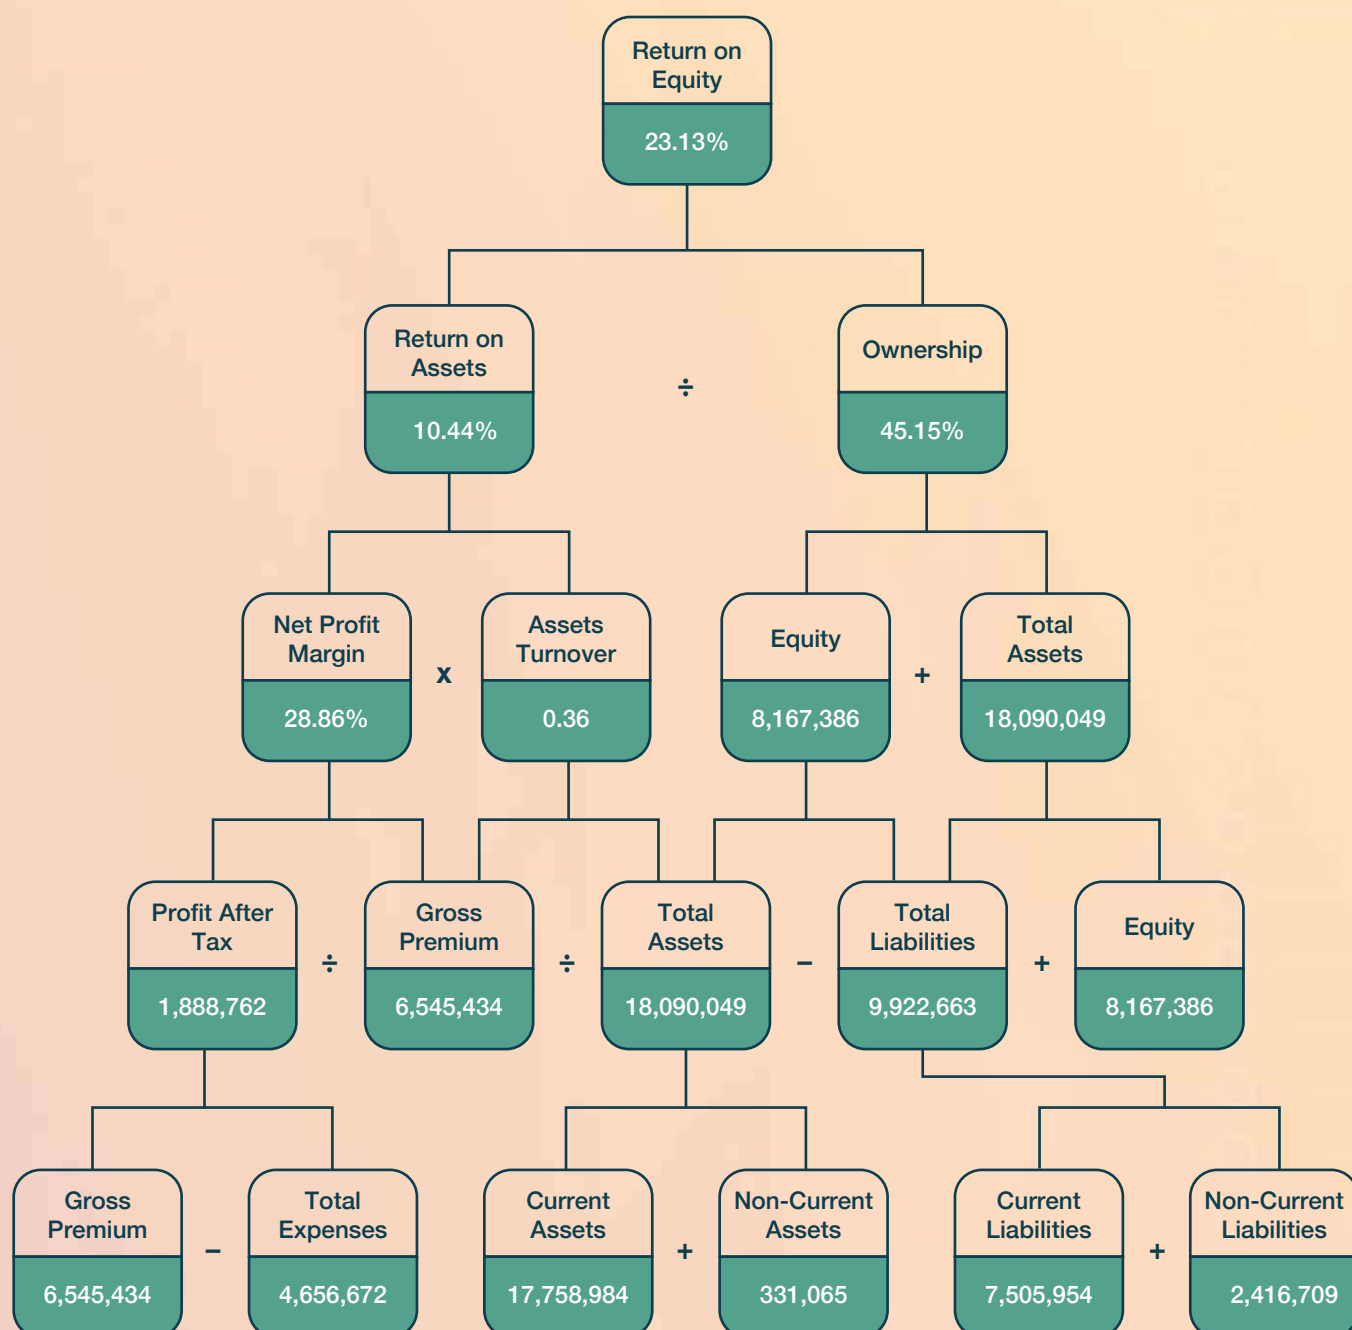 Return on
Equity
23.13%
Return on
Assets
10.44%
÷
Ownership
45.15%
Net Profit
Margin
28.86%
x
Assets
Turnover
0.36
Equity
8,167,386
+
Total
Assets
18,090,049
Profit After
Tax
1,888,762
÷
Gross
Premium
6,545,434
÷
Total
Assets
18,090,049
–
Total
Liabilities
9,922,663
+
Equity
8,167,386
Gross
Premium
6,545,434
–
Total
Expenses
4,656,672
Current
Assets
17,758,984
+
Non-Current
Assets
331,065
Current
Liabilities
7,505,954
+
Non-Current
Liabilities
2,416,709